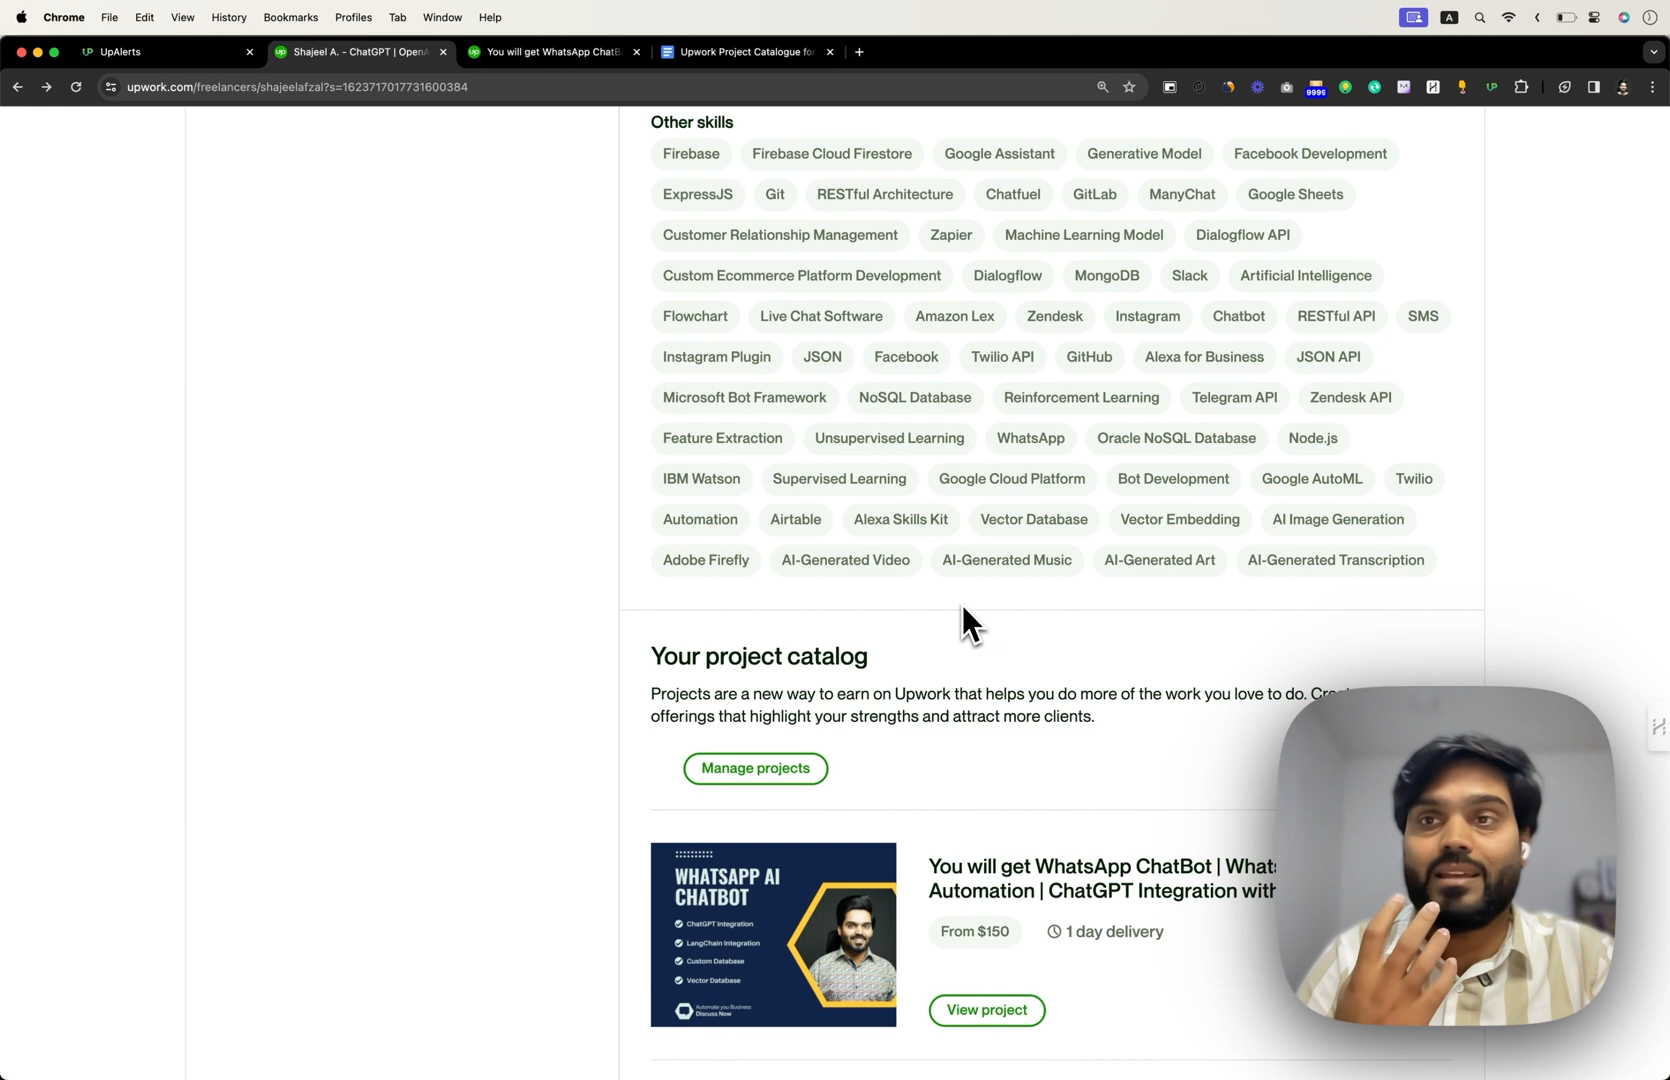 Chrome File Edit View History Bookmarks Profiles Tab Window Help
UpAlerts
Shajeel A. - ChatGPT | OpenA
You will get WhatsApp ChatB
Upwork Project Catalogue for
upwork.com/freelancers/shajeelafzal?s=1623717017731600384
9999
Other skills
Firebase Firebase Cloud Firestore Google Assistant Generative Model Facebook Development
ExpressJS Git RESTful Architecture Chatfuel GitLab ManyChat Google Sheets
Customer Relationship Management Zapier Machine Learning Model Dialogflow API
Custom Ecommerce Platform Development Dialogflow MongoDB Slack Artificial Intelligence
Flowchart Live Chat Software Amazon Lex Zendesk Instagram Chatbot RESTful API SMS
Instagram Plugin JSON Facebook Twilio API GitHub Alexa for Business JSON API
Microsoft Bot Framework NoSQL Database Reinforcement Learning Telegram API Zendesk API
Feature Extraction Unsupervised Learning WhatsApp Oracle NoSQL Database Node.js
IBM Watson Supervised Learning Google Cloud Platform Bot Development Google AutoML Twilio
Automation Airtable Alexa Skills Kit Vector Database Vector Embedding AI Image Generation
Adobe Firefly AI-Generated Video AI-Generated Music AI-Generated Art AI-Generated Transcription
Your project catalog
Projects are a new way to earn on Upwork that helps you do more of the work you love to do.
offerings that highlight your strengths and attract more clients.
Manage projects
WHATSAPP AI
CHATBOT
ChatGPT Integration
LangChain Integration
Custom Database
Vector Database
Automate you Business
Discuss Now
You will get WhatsApp ChatBot | What
Automation | ChatGPT Integration with
From $150 1 day delivery
View project